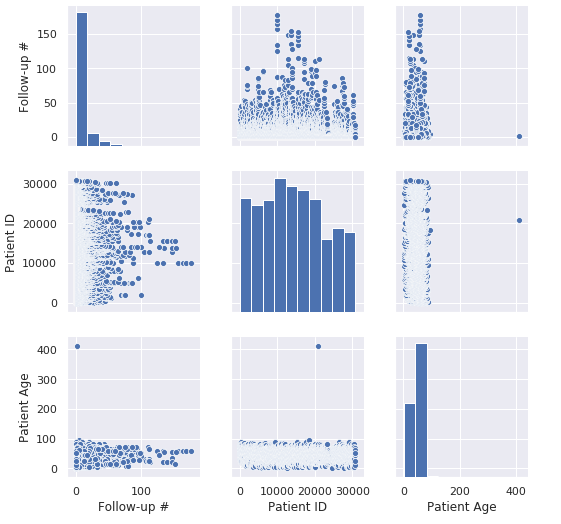 150
100
50
0
Follow-up #
30000
20000
10000
0
Patient ID
400
300
200
100
0
Patient Age
0 100
Follow-up #
0 10000 20000 30000
Patient ID
0 200 400
Patient Age